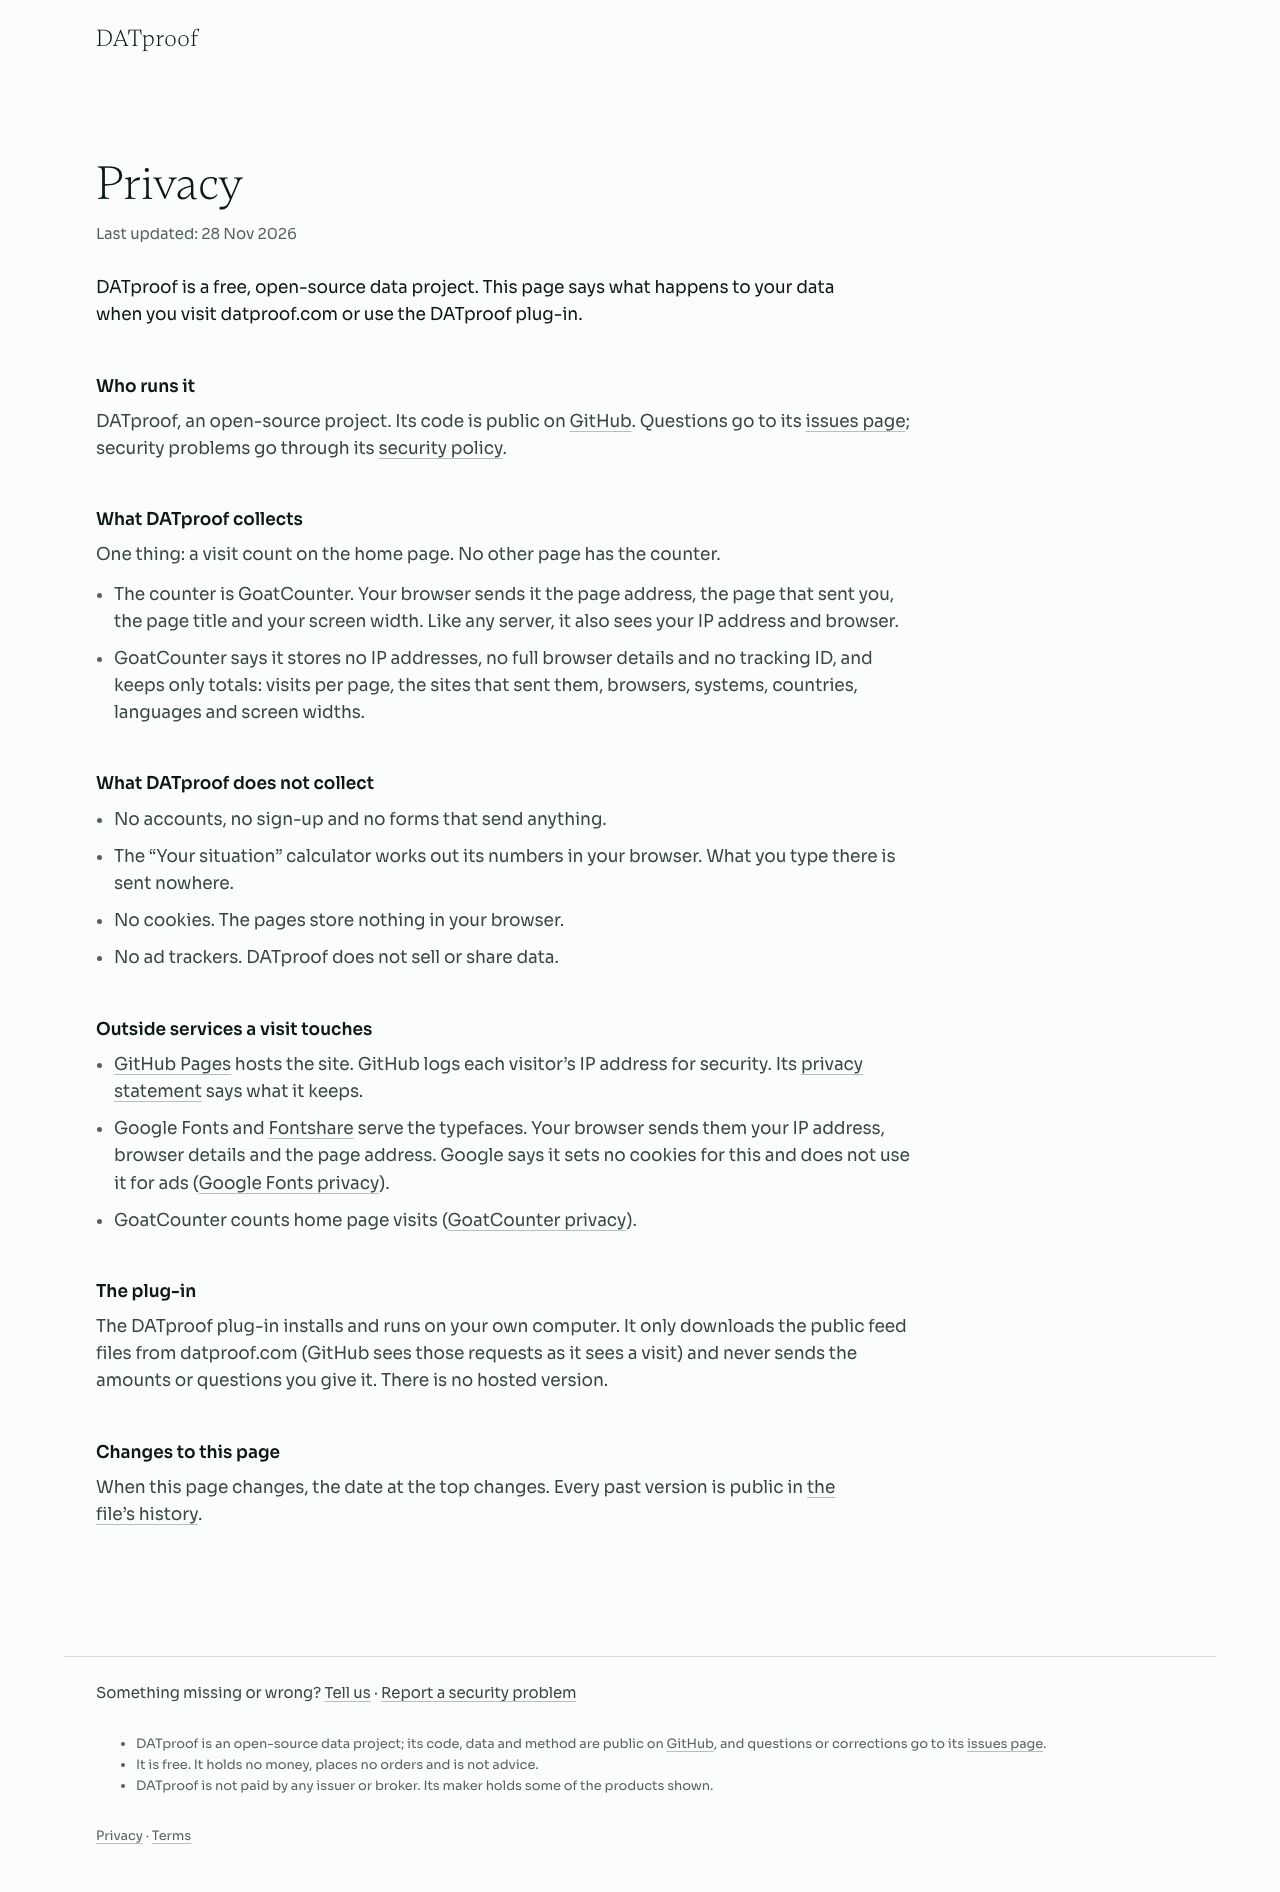 DATproof
Privacy
Last updated: 28 Nov 2026
DATproof is a free, open-source data project. This page says what happens to your data
when you visit datproof.com or use the DATproof plug-in.
Who runs it
DATproof, an open-source project. Its code is public on GitHub. Questions go to its issues page;
security problems go through its security policy.
What DATproof collects
One thing: a visit count on the home page. No other page has the counter.
• The counter is GoatCounter. Your browser sends it the page address, the page that sent you,
the page title and your screen width. Like any server, it also sees your IP address and browser.
• GoatCounter says it stores no IP addresses, no full browser details and no tracking ID, and
keeps only totals: visits per page, the sites that sent them, browsers, systems, countries,
languages and screen widths.
What DATproof does not collect
• No accounts, no sign-up and no forms that send anything.
• The “Your situation” calculator works out its numbers in your browser. What you type there is
sent nowhere.
• No cookies. The pages store nothing in your browser.
• No ad trackers. DATproof does not sell or share data.
Outside services a visit touches
• GitHub Pages hosts the site. GitHub logs each visitor’s IP address for security. Its privacy
statement says what it keeps.
• Google Fonts and Fontshare serve the typefaces. Your browser sends them your IP address,
browser details and the page address. Google says it sets no cookies for this and does not use
it for ads (Google Fonts privacy).
• GoatCounter counts home page visits (GoatCounter privacy).
The plug-in
The DATproof plug-in installs and runs on your own computer. It only downloads the public feed
files from datproof.com (GitHub sees those requests as it sees a visit) and never sends the
amounts or questions you give it. There is no hosted version.
Changes to this page
When this page changes, the date at the top changes. Every past version is public in the
file’s history.
Something missing or wrong? Tell us · Report a security problem
• DATproof is an open-source data project; its code, data and method are public on GitHub, and questions or corrections go to its issues page.
• It is free. It holds no money, places no orders and is not advice.
• DATproof is not paid by any issuer or broker. Its maker holds some of the products shown.
Privacy · Terms